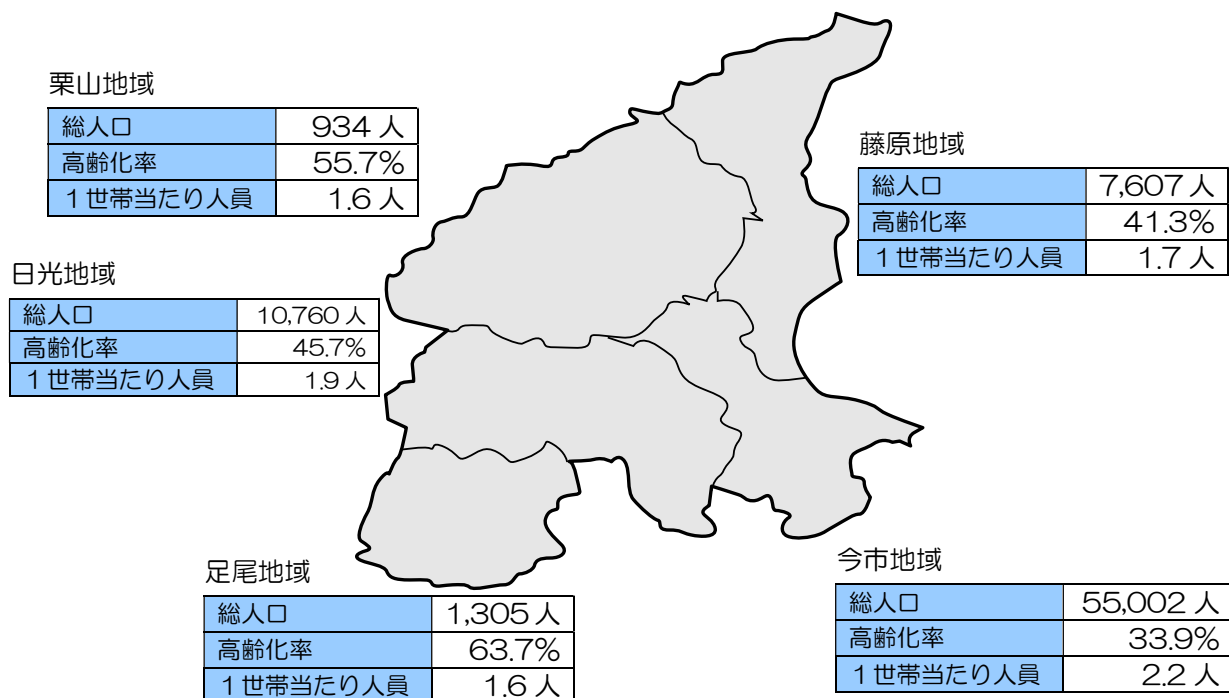 栗山地域
総人口 934 人
高齢化率 55.7%
1世帯当たり人員 1.6 人
藤原地域
総人口 7,607 人
高齢化率 41.3%
1世帯当たり人員 1.7 人
日光地域
総人口 10,760 人
高齢化率 45.7%
1世帯当たり人員 1.9 人
足尾地域
総人口 1,305 人
高齢化率 63.7%
1世帯当たり人員 1.6 人
今市地域
総人口 55,002 人
高齢化率 33.9%
1世帯当たり人員 2.2 人